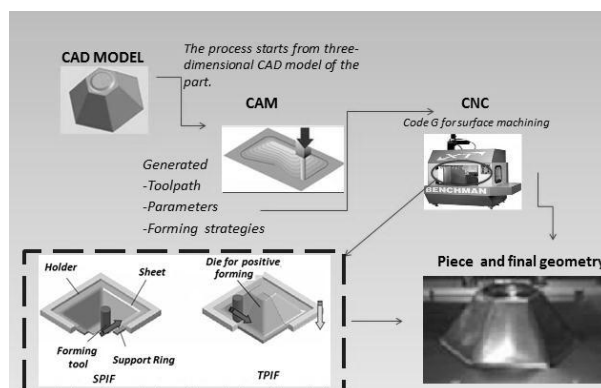 CAD MODEL
The process starts from three-
dimensional CAD model of the
part.
CAM
CNC
Code G for surface machining
Generated
-Toolpath
-Parameters
-Forming strategies
BENCHMAN
Holder
Sheet
Forming
tool
Support Ring
SPIF
Die for positive
forming
TPIF
Piece and final geometry